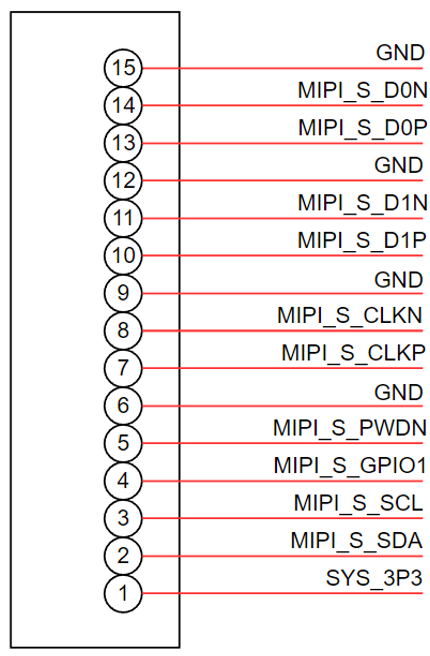 15 GND
14 MIPI_S_D0N
13 MIPI_S_D0P
12 GND
11 MIPI_S_D1N
10 MIPI_S_D1P
9 GND
8 MIPI_S_CLKN
7 MIPI_S_CLKP
6 GND
5 MIPI_S_PWDN
4 MIPI_S_GPIO1
3 MIPI_S_SCL
2 MIPI_S_SDA
1 SYS_3P3